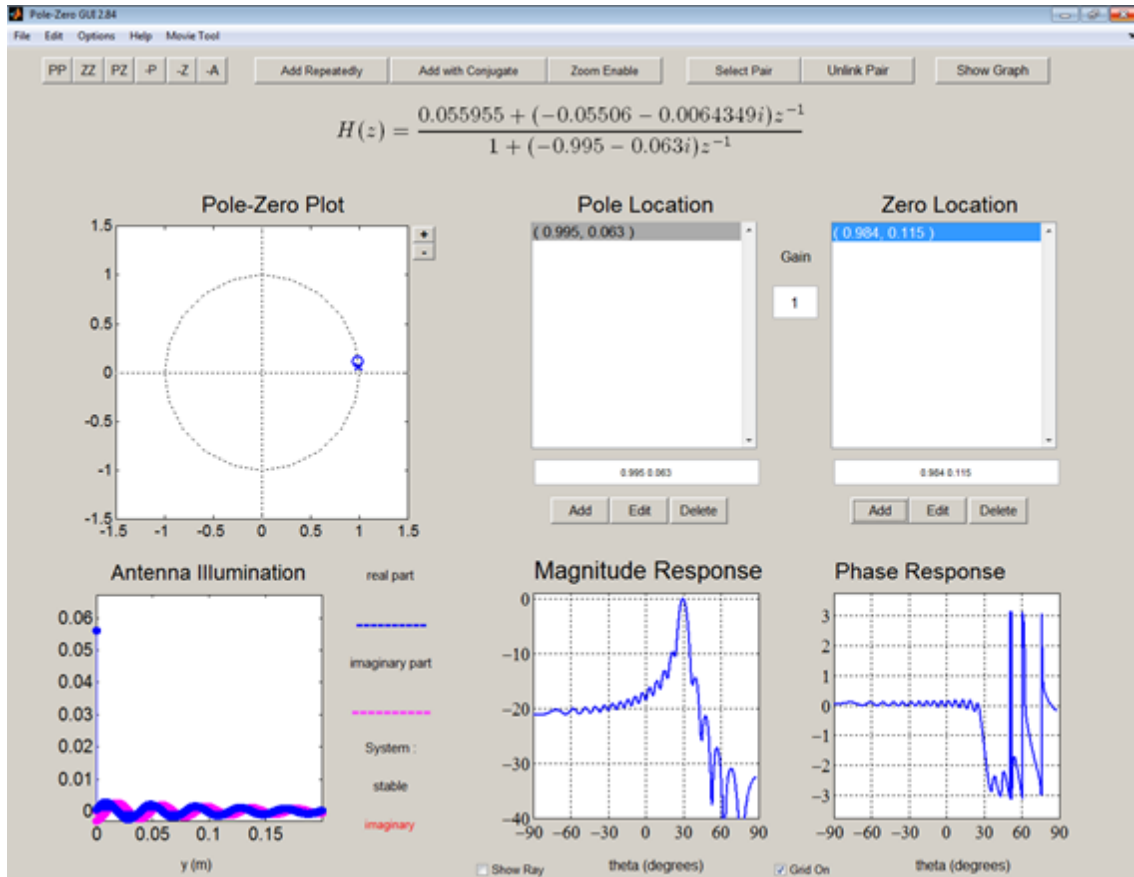 Pole-Zero GUI 2.84
File Edit Options Help Movie Tool
PP ZZ PZ -P -Z -A Add Repeatedly Add with Conjugate Zoom Enable Select Pair Unlink Pair Show Graph
H(z) = \frac{0.055955 + (-0.05506 - 0.0064349i)z^{-1}}{1 + (-0.995 - 0.063i)z^{-1}}
Pole-Zero Plot
1.5
1
0.5
0
-0.5
-1
-1.5
-1.5 -1 -0.5 0 0.5 1 1.5
+
-
Pole Location
( 0.995, 0.063 )
0.995 0.063
Add Edit Delete
Gain
1
Zero Location
( 0.984, 0.115 )
0.984 0.115
Add Edit Delete
Antenna Illumination
0.06
0.05
0.04
0.03
0.02
0.01
0
0 0.05 0.1 0.15
y (m)
real part
imaginary part
System :
stable
imaginary
Magnitude Response
0
−10
−20
−30
−40
−90 −60 −30 0 30 60 90
Show Ray
theta (degrees)
Phase Response
3
2
1
0
−1
−2
−3
−90 −60 −30 0 30 60 90
Grid On
theta (degrees)